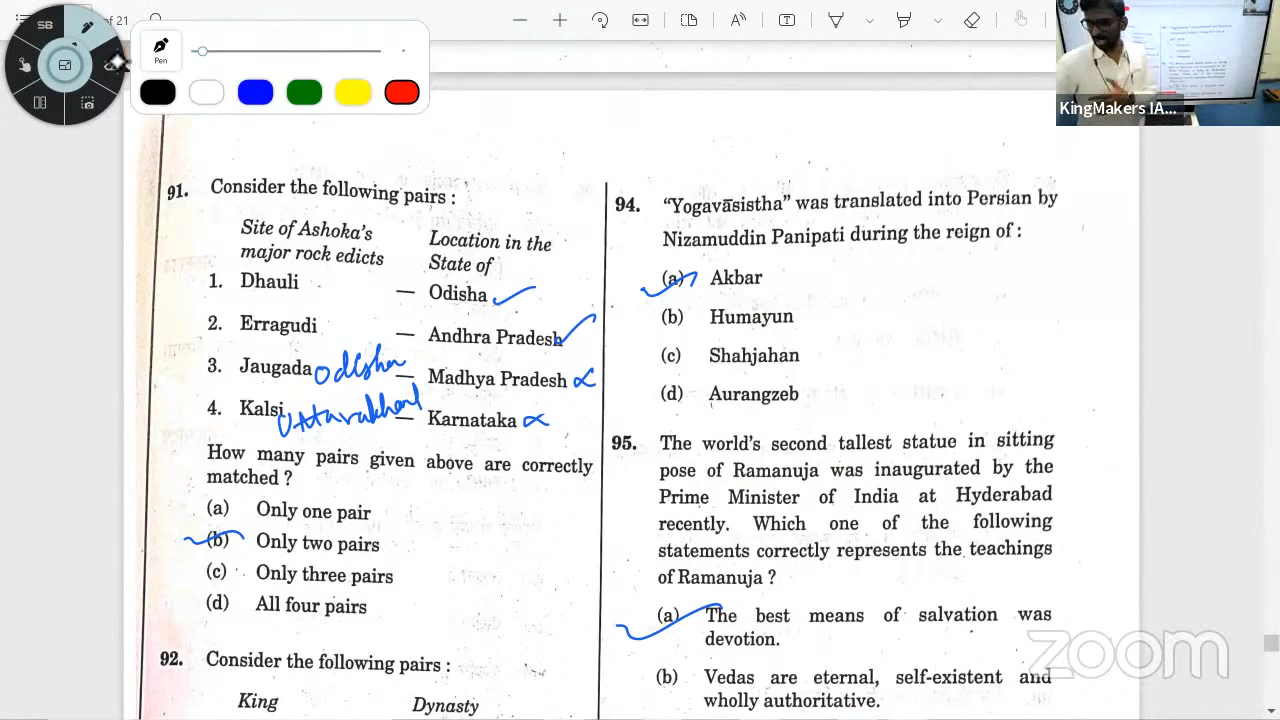 SB
of 21
Pen
KingMakers IA...
91. Consider the following pairs :
Site of Ashoka's
major rock edicts
Location in the
State of
1. Dhauli — Odisha
2. Erragudi — Andhra Pradesh
3. Jaugada Odisha — Madhya Pradesh
4. Kalsi Uttarakhand — Karnataka
How many pairs given above are correctly
matched ?
(a) Only one pair
(b) Only two pairs
(c) Only three pairs
(d) All four pairs
92. Consider the following pairs :
King Dynasty
94. “Yogavāsistha” was translated into Persian by
Nizamuddin Panipati during the reign of :
(a) Akbar
(b) Humayun
(c) Shahjahan
(d) Aurangzeb
95. The world's second tallest statue in sitting
pose of Ramanuja was inaugurated by the
Prime Minister of India at Hyderabad
recently. Which one of the following
statements correctly represents the teachings
of Ramanuja ?
(a) The best means of salvation was
devotion.
(b) Vedas are eternal, self-existent and
wholly authoritative.
zoom